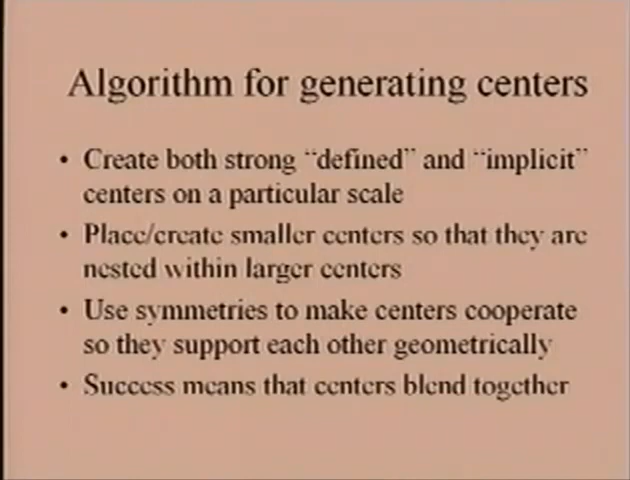 Algorithm for generating centers
• Create both strong “defined” and “implicit”
centers on a particular scale
• Place/create smaller centers so that they are
nested within larger centers
• Use symmetries to make centers cooperate
so they support each other geometrically
• Success means that centers blend together